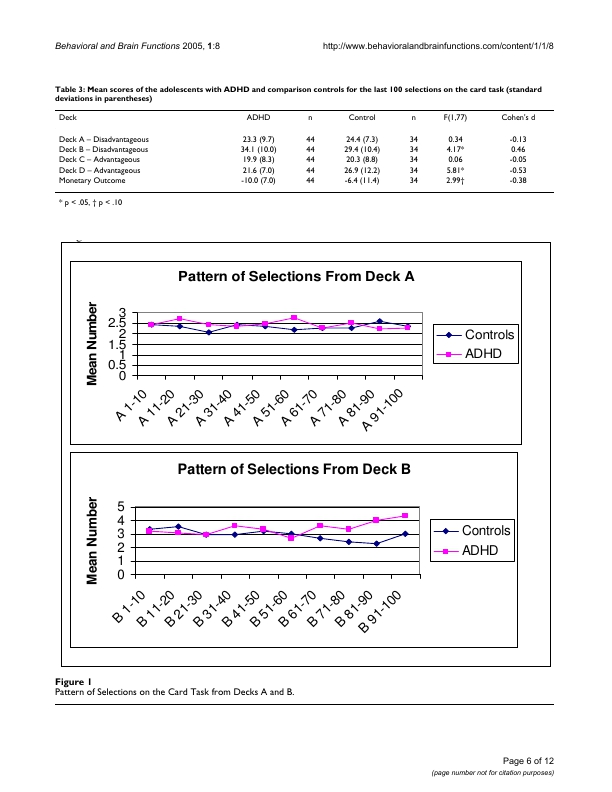 Behavioral and Brain Functions 2005, 1:8 http://www.behavioralandbrainfunctions.com/content/1/1/8
Table 3: Mean scores of the adolescents with ADHD and comparison controls for the last 100 selections on the card task (standard
deviations in parentheses)
Deck ADHD n Control n F(1,77) Cohen's d
Deck A – Disadvantageous 23.3 (9.7) 44 24.4 (7.3) 34 0.34 -0.13
Deck B – Disadvantageous 34.1 (10.0) 44 29.4 (10.4) 34 4.17* 0.46
Deck C – Advantageous 19.9 (8.3) 44 20.3 (8.8) 34 0.06 -0.05
Deck D – Advantageous 21.6 (7.0) 44 26.9 (12.2) 34 5.81* -0.53
Monetary Outcome -10.0 (7.0) 44 -6.4 (11.4) 34 2.99† -0.38
* p < .05, † p < .10
Pattern of Selections From Deck A
Mean Number
3
2.5
2
1.5
1
0.5
0
A 1-10
A 11-20
A 21-30
A 31-40
A 41-50
A 51-60
A 61-70
A 71-80
A 81-90
A 91-100
Controls
ADHD
Pattern of Selections From Deck B
Mean Number
5
4
3
2
1
0
B 1-10
B 11-20
B 21-30
B 31-40
B 41-50
B 51-60
B 61-70
B 71-80
B 81-90
B 91-100
Controls
ADHD
Figure 1
Pattern of Selections on the Card Task from Decks A and B.
Page 6 of 12
(page number not for citation purposes)